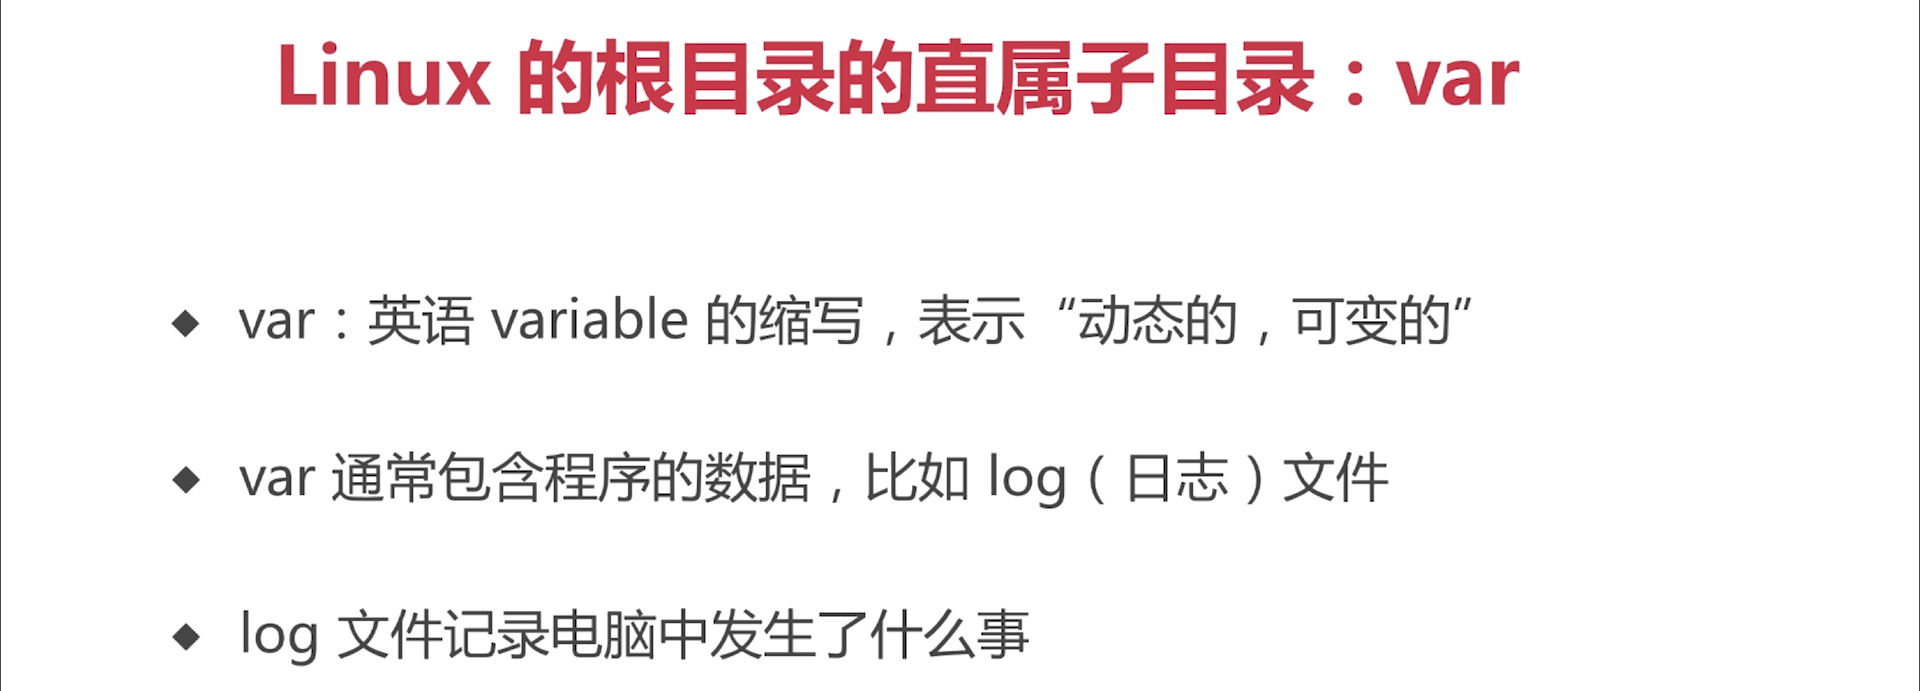 Linux 的根目录的直属子目录：var
◆ var：英语 variable 的缩写，表示“动态的，可变的”
◆ var 通常包含程序的数据，比如 log（日志）文件
◆ log 文件记录电脑中发生了什么事